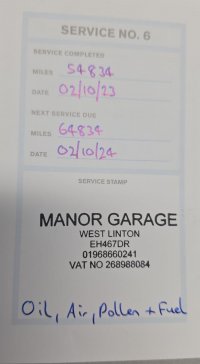 SERVICE NO. 6
SERVICE COMPLETED
MILES 54834
DATE 02/10/23
NEXT SERVICE DUE
MILES 64834
DATE 02/10/24
SERVICE STAMP
MANOR GARAGE
WEST LINTON
EH467DR
01968660241
VAT NO 268988084
Oil, Air, Pollen + Fuel